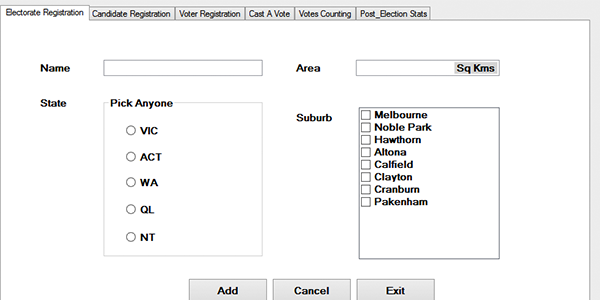 Electorate Registration Candidate Registration Voter Registration Cast A Vote Votes Counting Post_Election Stats
Name Area Sq Kms
State Pick Anyone Suburb
VIC
ACT
WA
QL
NT
Melbourne
Noble Park
Hawthorn
Altona
Calfield
Clayton
Cranburn
Pakenham
Add Cancel Exit